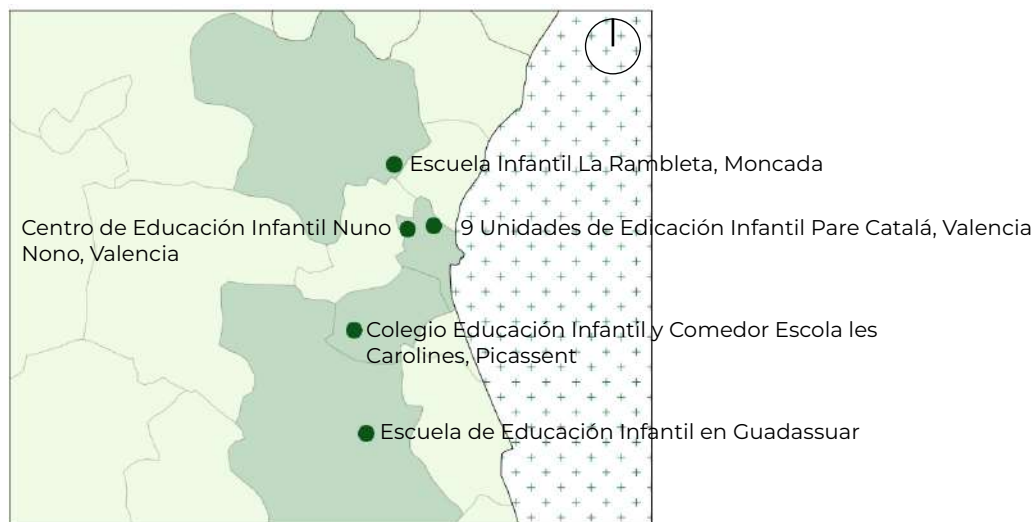 Escuela Infantil La Rambleta, Moncada
Centro de Educación Infantil Nuno
Nono, Valencia
9 Unidades de Edicación Infantil Pare Catalá, Valencia
Colegio Educación Infantil y Comedor Escola les
Carolines, Picassent
Escuela de Educación Infantil en Guadassuar